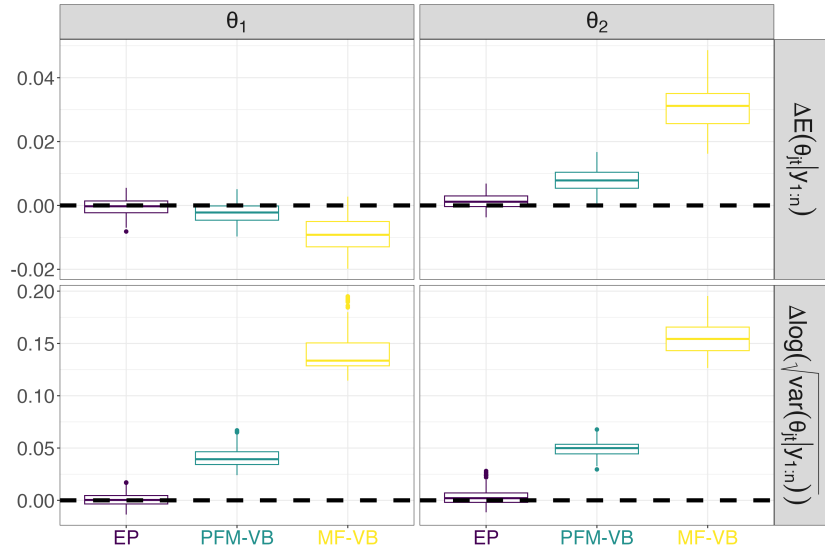 θ₁ θ₂
0.04
0.02
0.00
-0.02
ΔE(θⱼₜ|y₁:ₙ)
0.20
0.15
0.10
0.05
0.00
Δlog(√var(θⱼₜ|y₁:ₙ))
EP PFM-VB MF-VB EP PFM-VB MF-VB